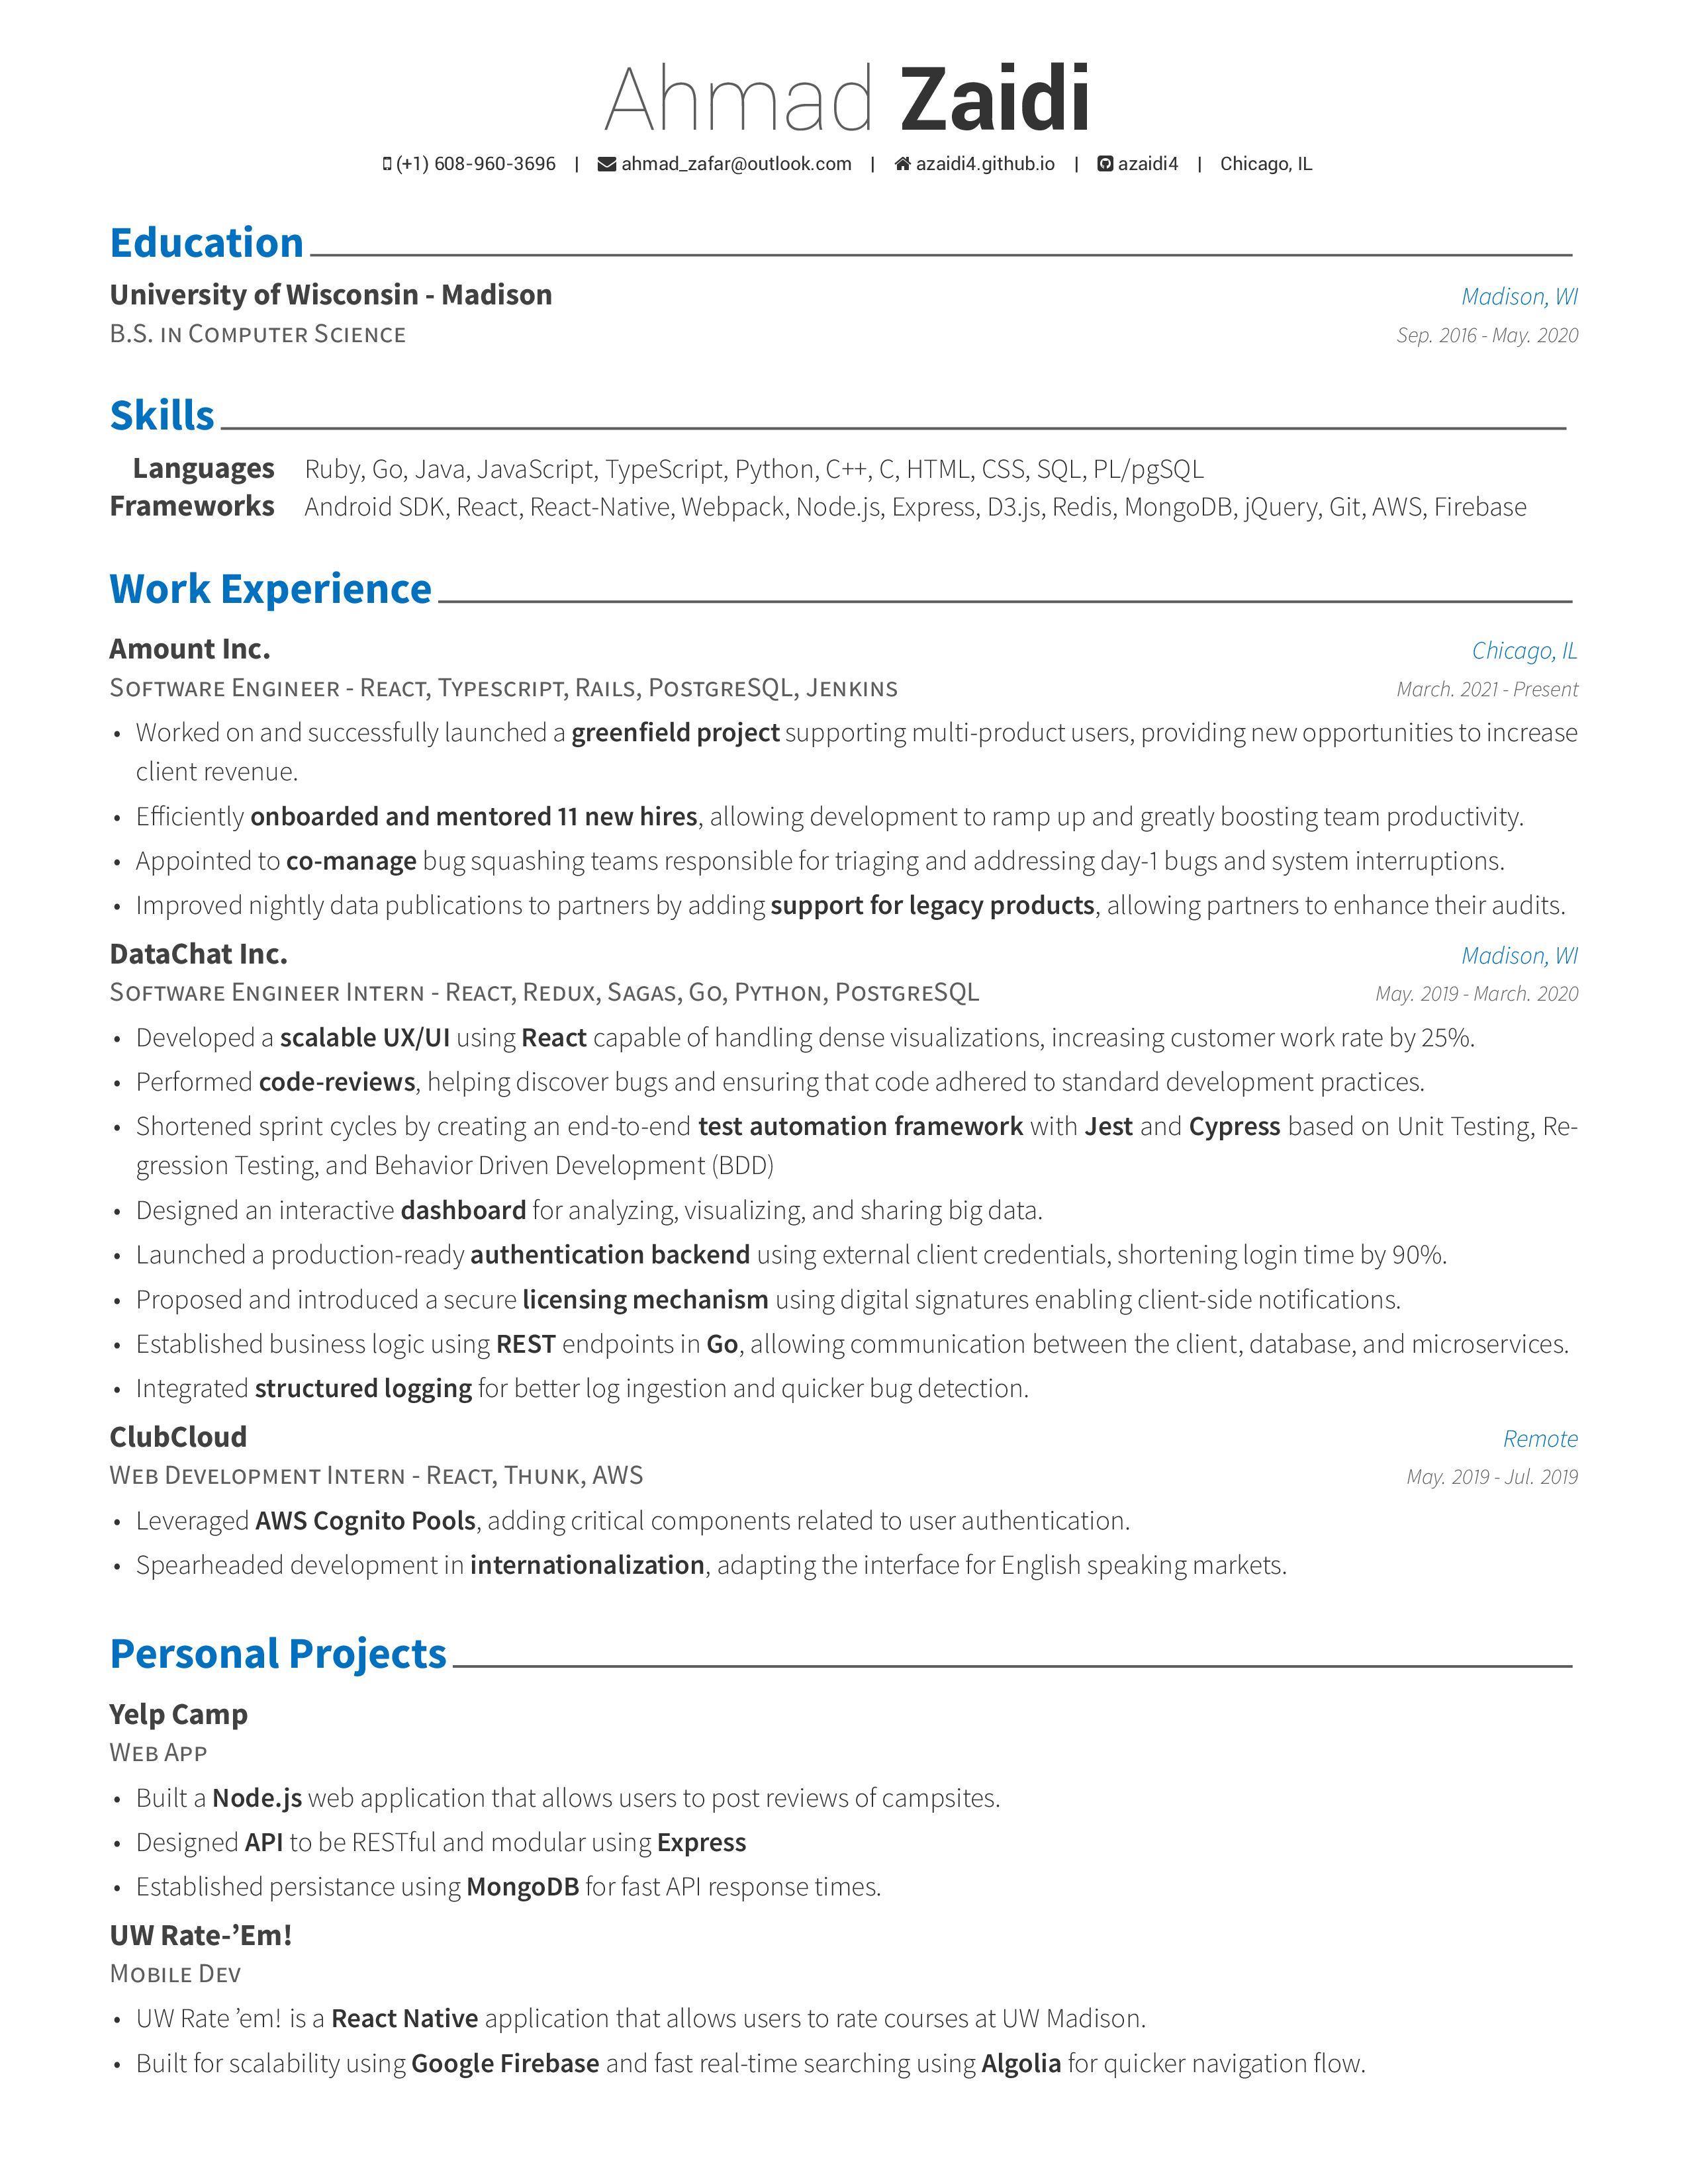 Ahmad Zaidi
(+1) 608-960-3696 | ahmad_zafar@outlook.com | azaidi4.github.io | azaidi4 | Chicago, IL
Education
University of Wisconsin - Madison Madison, WI
B.S. in Computer Science Sep. 2016 - May. 2020
Skills
Languages Ruby, Go, Java, JavaScript, TypeScript, Python, C++, C, HTML, CSS, SQL, PL/pgSQL
Frameworks Android SDK, React, React-Native, Webpack, Node.js, Express, D3.js, Redis, MongoDB, jQuery, Git, AWS, Firebase
Work Experience
Amount Inc. Chicago, IL
Software Engineer - React, Typescript, Rails, PostgreSQL, Jenkins March. 2021 - Present
• Worked on and successfully launched a greenfield project supporting multi-product users, providing new opportunities to increase
client revenue.
• Efficiently onboarded and mentored 11 new hires, allowing development to ramp up and greatly boosting team productivity.
• Appointed to co-manage bug squashing teams responsible for triaging and addressing day-1 bugs and system interruptions.
• Improved nightly data publications to partners by adding support for legacy products, allowing partners to enhance their audits.
DataChat Inc. Madison, WI
Software Engineer Intern - React, Redux, Sagas, Go, Python, PostgreSQL May. 2019 - March. 2020
• Developed a scalable UX/UI using React capable of handling dense visualizations, increasing customer work rate by 25%.
• Performed code-reviews, helping discover bugs and ensuring that code adhered to standard development practices.
• Shortened sprint cycles by creating an end-to-end test automation framework with Jest and Cypress based on Unit Testing, Re-
gression Testing, and Behavior Driven Development (BDD)
• Designed an interactive dashboard for analyzing, visualizing, and sharing big data.
• Launched a production-ready authentication backend using external client credentials, shortening login time by 90%.
• Proposed and introduced a secure licensing mechanism using digital signatures enabling client-side notifications.
• Established business logic using REST endpoints in Go, allowing communication between the client, database, and microservices.
• Integrated structured logging for better log ingestion and quicker bug detection.
ClubCloud Remote
Web Development Intern - React, Thunk, AWS May. 2019 - Jul. 2019
• Leveraged AWS Cognito Pools, adding critical components related to user authentication.
• Spearheaded development in internationalization, adapting the interface for English speaking markets.
Personal Projects
Yelp Camp
Web App
• Built a Node.js web application that allows users to post reviews of campsites.
• Designed API to be RESTful and modular using Express
• Established persistance using MongoDB for fast API response times.
UW Rate-’Em!
Mobile Dev
• UW Rate ’em! is a React Native application that allows users to rate courses at UW Madison.
• Built for scalability using Google Firebase and fast real-time searching using Algolia for quicker navigation flow.